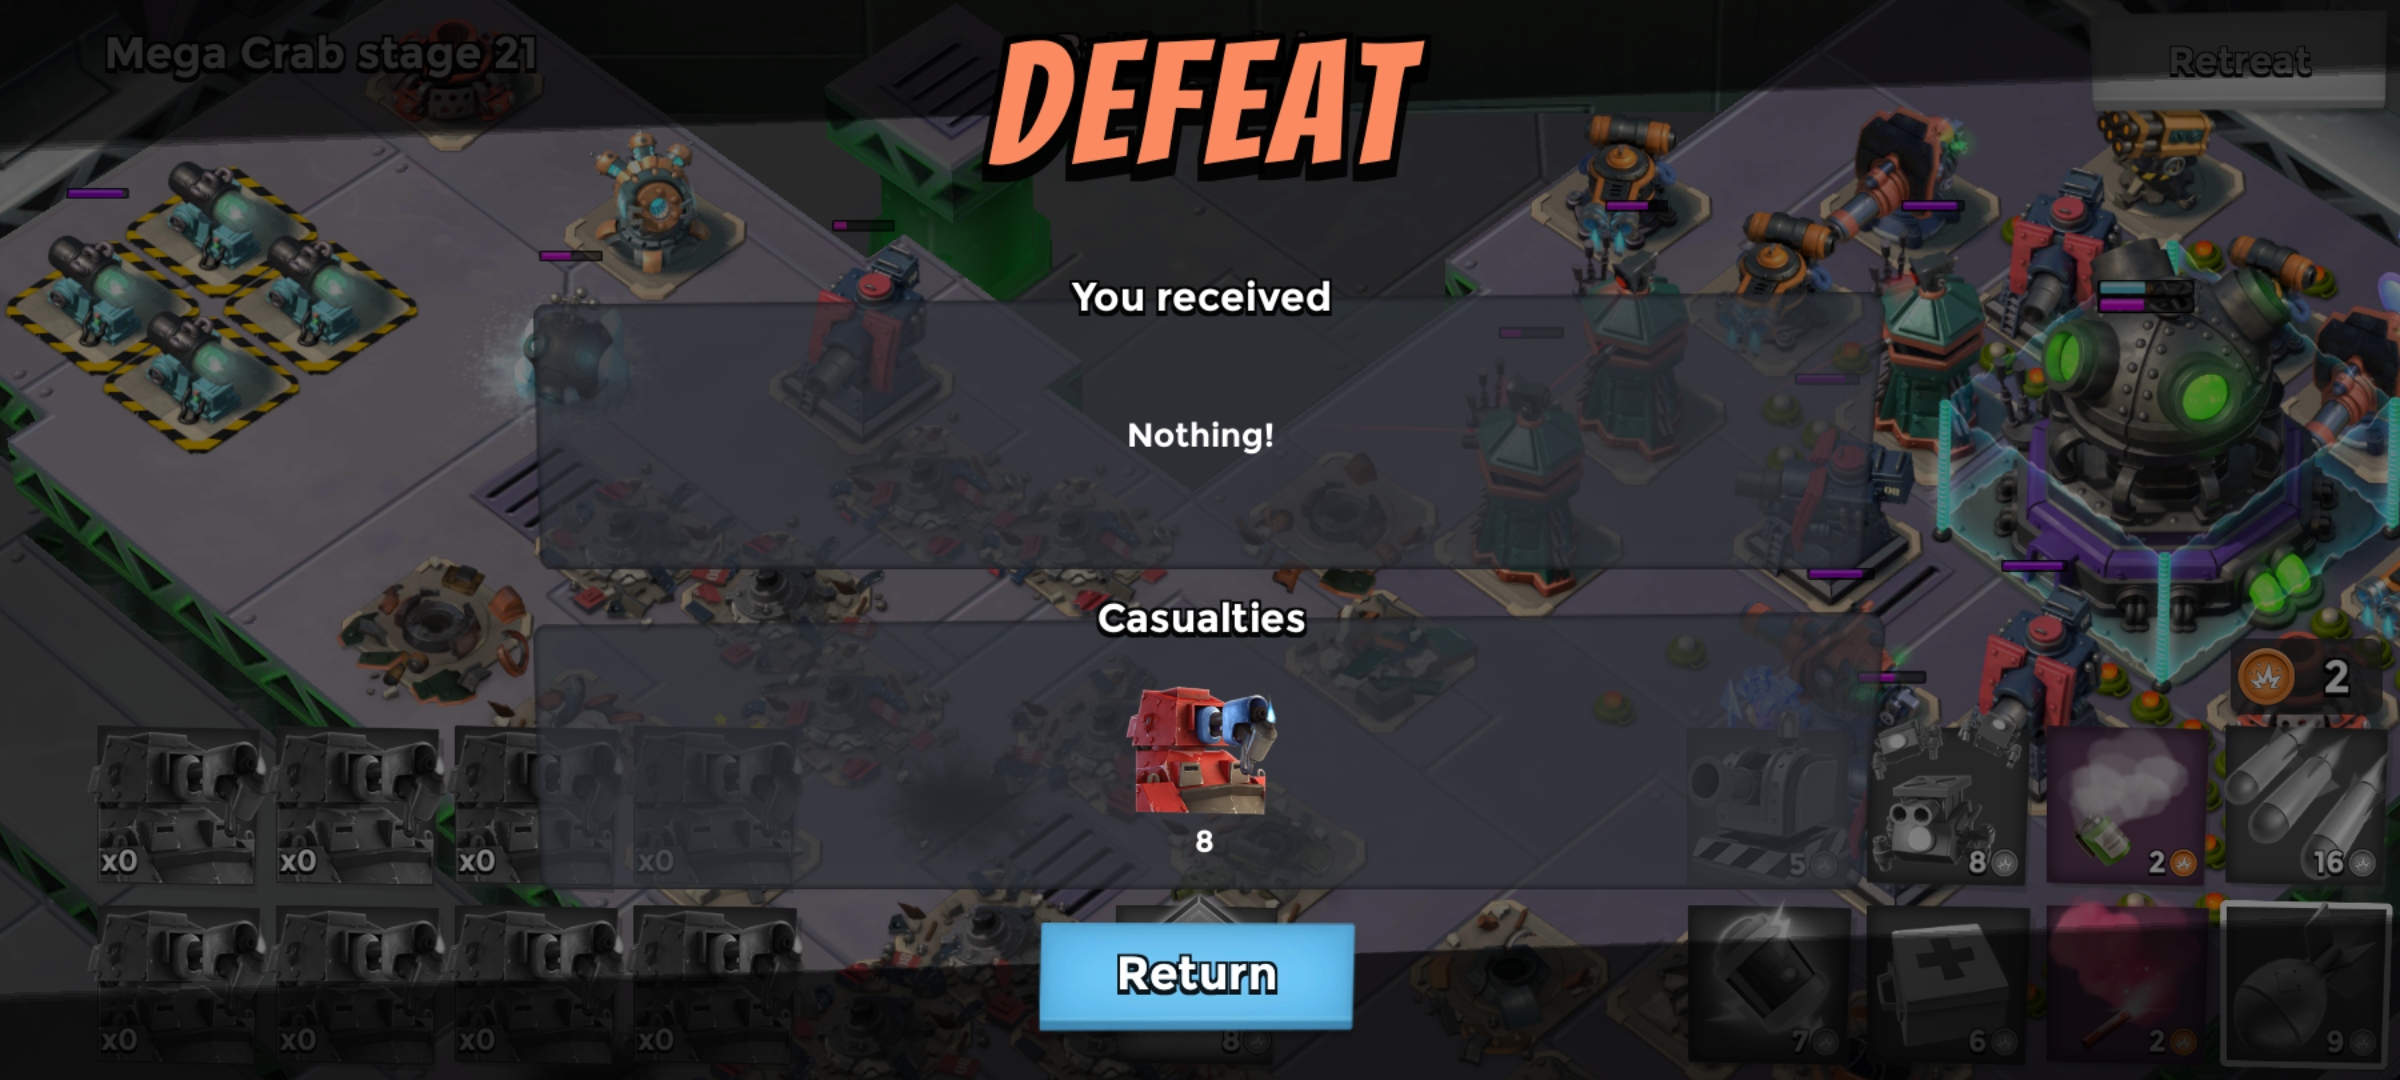 Mega Crab stage 21
DEFEAT
Retreat
You received
Nothing!
Casualties
8
2
x0
x0
x0
x0
5
8
2
16
x0
x0
x0
x0
8
Return
7
6
2
9